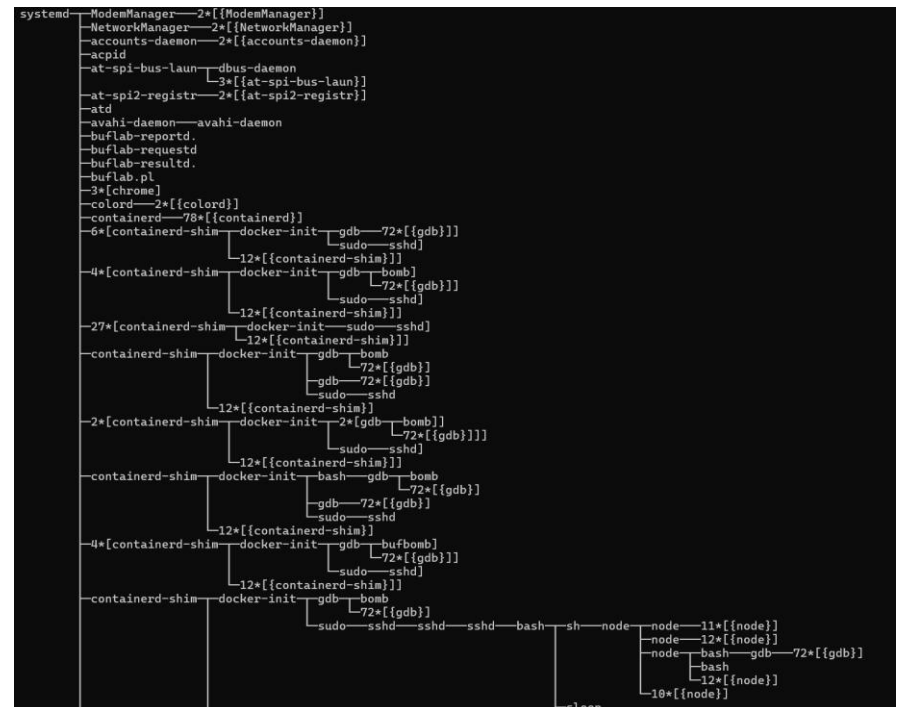 systemd─┬─ModemManager───2*[{ModemManager}]
        ├─NetworkManager───2*[{NetworkManager}]
        ├─accounts-daemon───2*[{accounts-daemon}]
        ├─acpid
        ├─at-spi-bus-laun─┬─dbus-daemon
        │                 └─3*[{at-spi-bus-laun}]
        ├─at-spi2-registr───2*[{at-spi2-registr}]
        ├─atd
        ├─avahi-daemon───avahi-daemon
        ├─buflab-reportd.
        ├─buflab-requestd
        ├─buflab-resultd.
        ├─buflab.pl
        ├─3*[chrome]
        ├─colord───2*[{colord}]
        ├─containerd───78*[{containerd}]
        ├─6*[containerd-shim─┬─docker-init─┬─gdb───72*[{gdb}]]
        │                    │             └─sudo───sshd]
        │                    └─12*[{containerd-shim}]]
        ├─4*[containerd-shim─┬─docker-init─┬─gdb─┬─bomb]
        │                    │             │     └─72*[{gdb}]]
        │                    │             └─sudo───sshd]
        │                    └─12*[{containerd-shim}]]
        ├─27*[containerd-shim─┬─docker-init───sudo───sshd]
        │                     └─12*[{containerd-shim}]]
        ├─containerd-shim─┬─docker-init─┬─gdb─┬─bomb
        │                 │             │     └─72*[{gdb}]
        │                 │             ├─gdb───72*[{gdb}]
        │                 │             └─sudo───sshd
        │                 └─12*[{containerd-shim}]
        ├─2*[containerd-shim─┬─docker-init─┬─2*[gdb─┬─bomb]]
        │                    │             │        └─72*[{gdb}]]]
        │                    │             └─sudo───sshd]
        │                    └─12*[{containerd-shim}]]
        ├─containerd-shim─┬─docker-init─┬─bash───gdb─┬─bomb
        │                 │             │            └─72*[{gdb}]
        │                 │             ├─gdb───72*[{gdb}]
        │                 │             └─sudo───sshd
        │                 └─12*[{containerd-shim}]
        ├─4*[containerd-shim─┬─docker-init─┬─gdb─┬─bufbomb]
        │                    │             │     └─72*[{gdb}]]
        │                    │             └─sudo───sshd]
        │                    └─12*[{containerd-shim}]]
        ├─containerd-shim─┬─docker-init─┬─gdb─┬─bomb
        │                 │             │     └─72*[{gdb}]
        │                 │             └─sudo───sshd───sshd───sshd───bash─┬─sh───node─┬─node───11*[{node}]
        │                 │                                                │           ├─node───12*[{node}]
        │                 │                                                │           ├─node─┬─bash───gdb───72*[{gdb}]
        │                 │                                                │           │      ├─bash
        │                 │                                                │           │      └─12*[{node}]
        │                 │                                                │           └─10*[{node}]
        │                 │                                                └─sleep